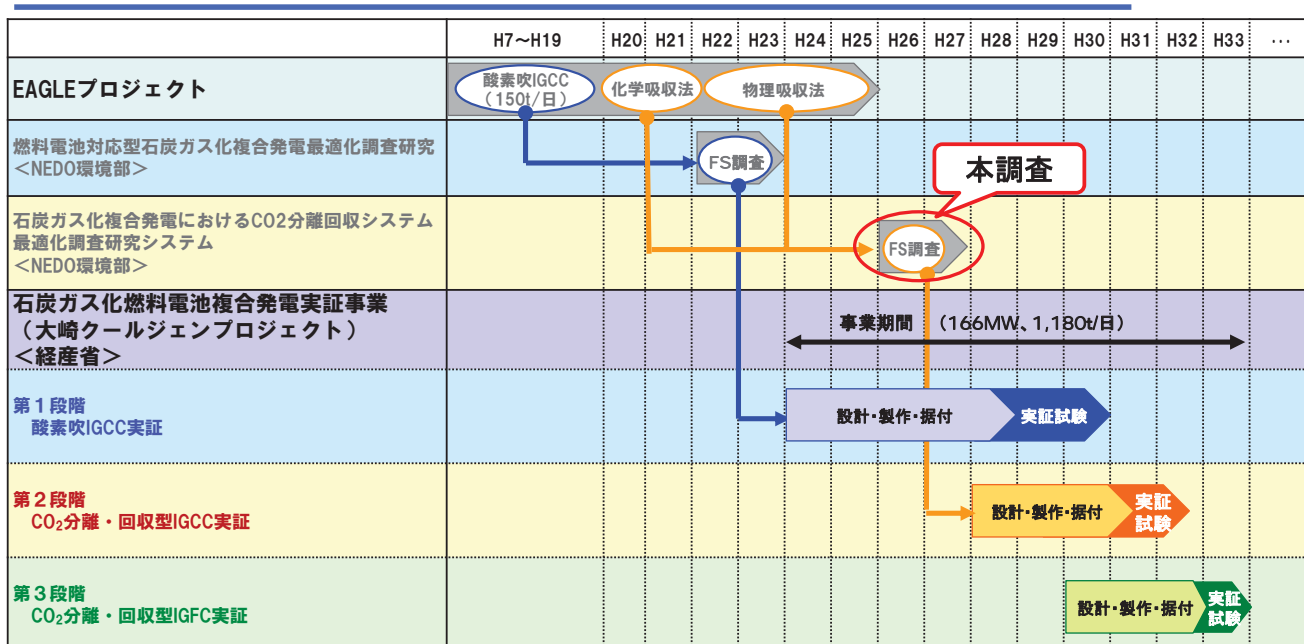 H7～H19 H20 H21 H22 H23 H24 H25 H26 H27 H28 H29 H30 H31 H32 H33 …
EAGLEプロジェクト
酸素吹IGCC
（150t/日）
化学吸収法
物理吸収法
燃料電池対応型石炭ガス化複合発電最適化調査研究
＜NEDO環境部＞
FS調査
本調査
石炭ガス化複合発電におけるCO2分離回収システム
最適化調査研究システム
＜NEDO環境部＞
FS調査
石炭ガス化燃料電池複合発電実証事業
（大崎クールジェンプロジェクト）
＜経産省＞
事業期間 （166MW、1,180t/日）
第１段階
酸素吹IGCC実証
設計・製作・据付
実証試験
第２段階
CO₂分離・回収型IGCC実証
設計・製作・据付
実証
試験
第３段階
CO₂分離・回収型IGFC実証
設計・製作・据付
実証
試験